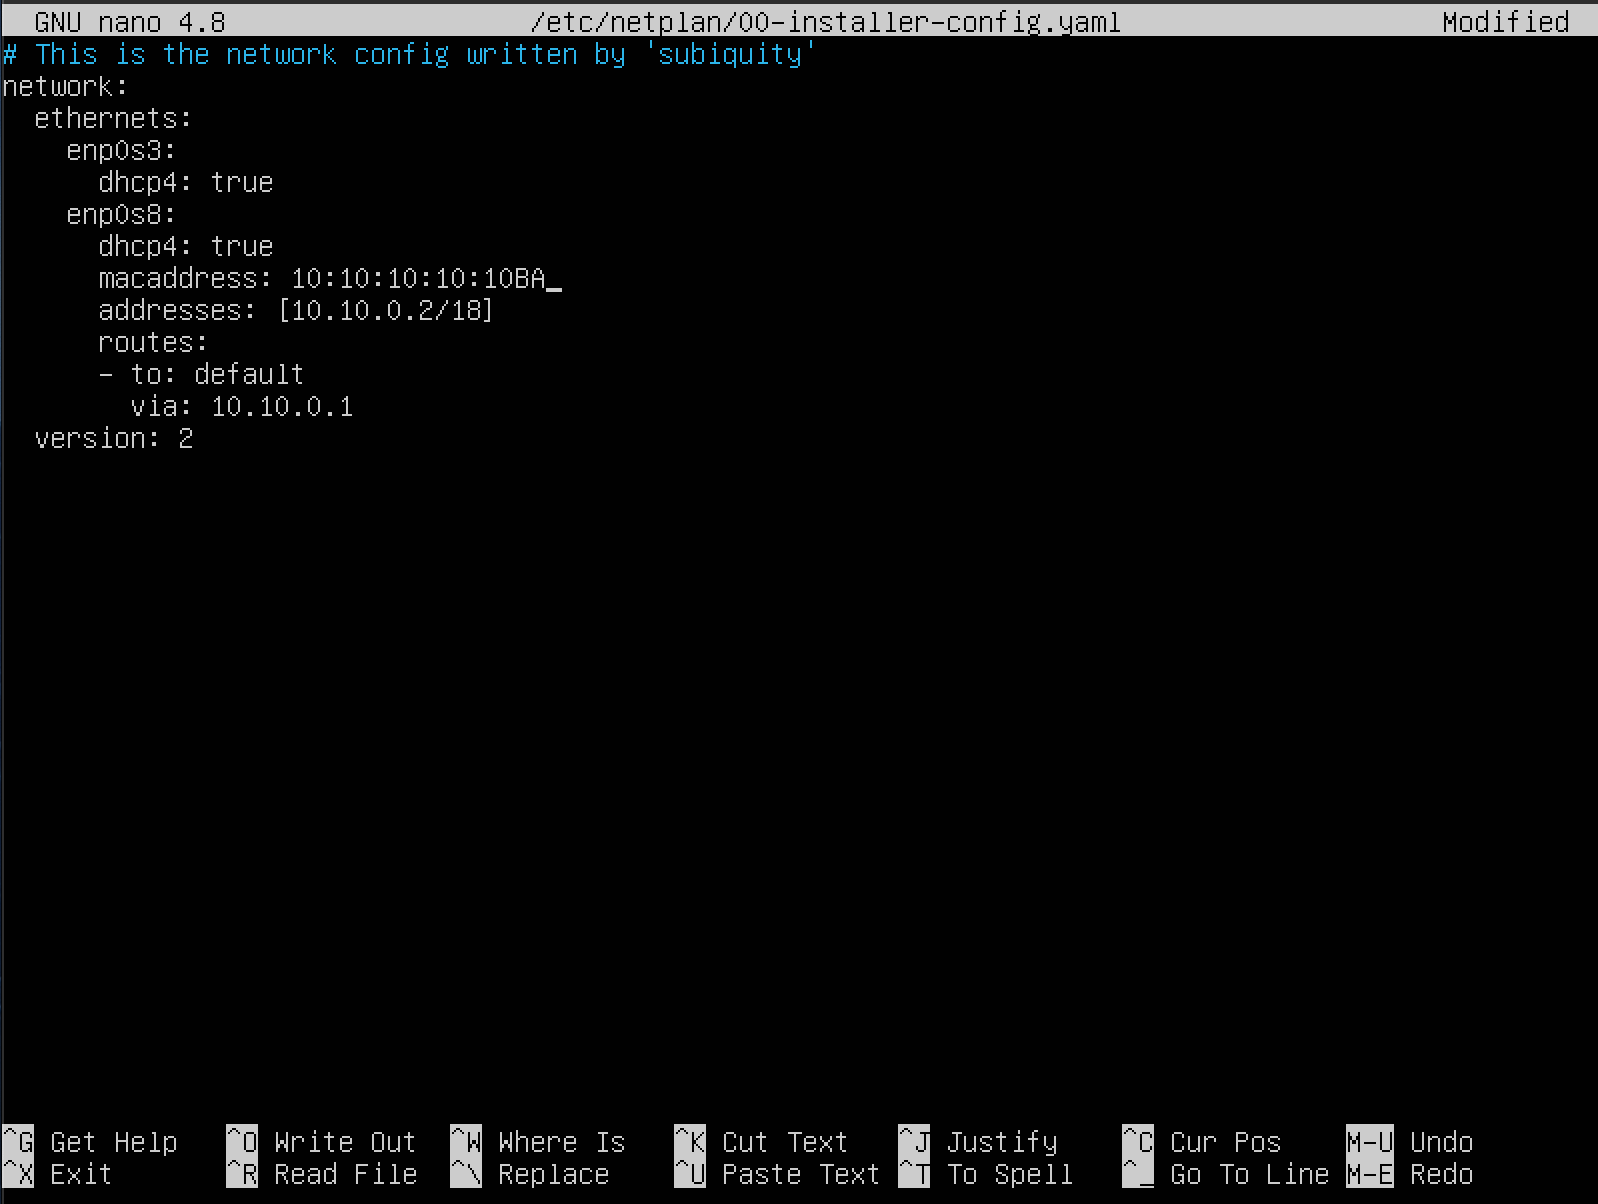 GNU nano 4.8 /etc/netplan/00-installer-config.yaml Modified
# This is the network config written by 'subiquity'
network:
  ethernets:
    enp0s3:
      dhcp4: true
    enp0s8:
      dhcp4: true
      macaddress: 10:10:10:10:10BA_
      addresses: [10.10.0.2/18]
      routes:
      - to: default
        via: 10.10.0.1
  version: 2
^G Get Help ^O Write Out ^W Where Is ^K Cut Text ^J Justify ^C Cur Pos M-U Undo
^X Exit ^R Read File ^\ Replace ^U Paste Text ^T To Spell ^_ Go To Line M-E Redo